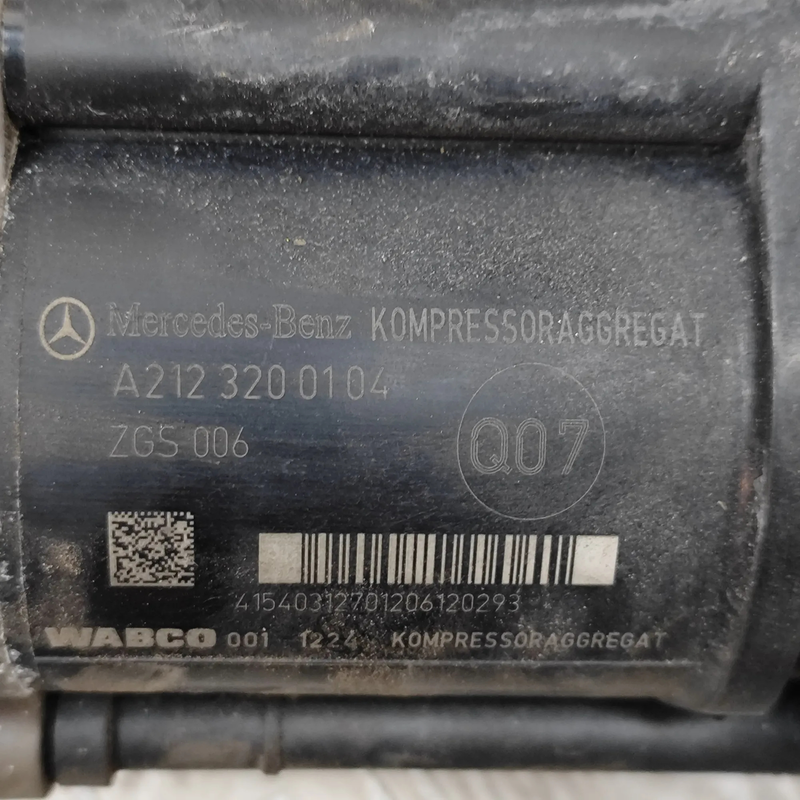 Mercedes-Benz KOMPRESSORAGGREGAT
A212 320 01 04
ZGS 006
Q07
41540312701206120293
WABCO 001 1224 KOMPRESSORAGGREGAT